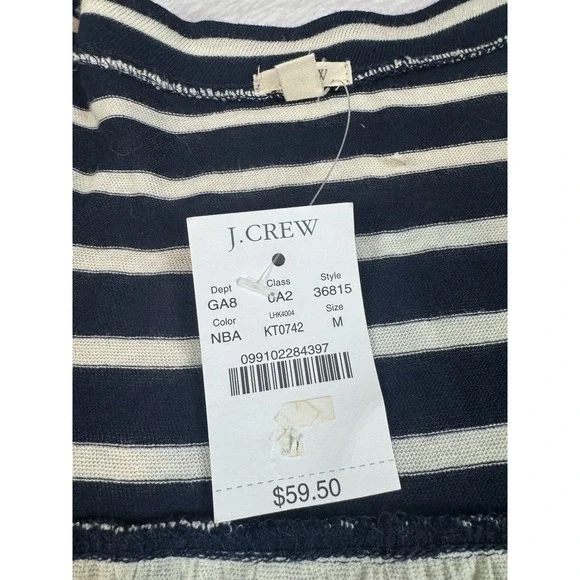 J.CREW
Dept Class Style
GA8 36815
Color LHK4004 Size
NBA KT0742 M
099102284397
$59.50